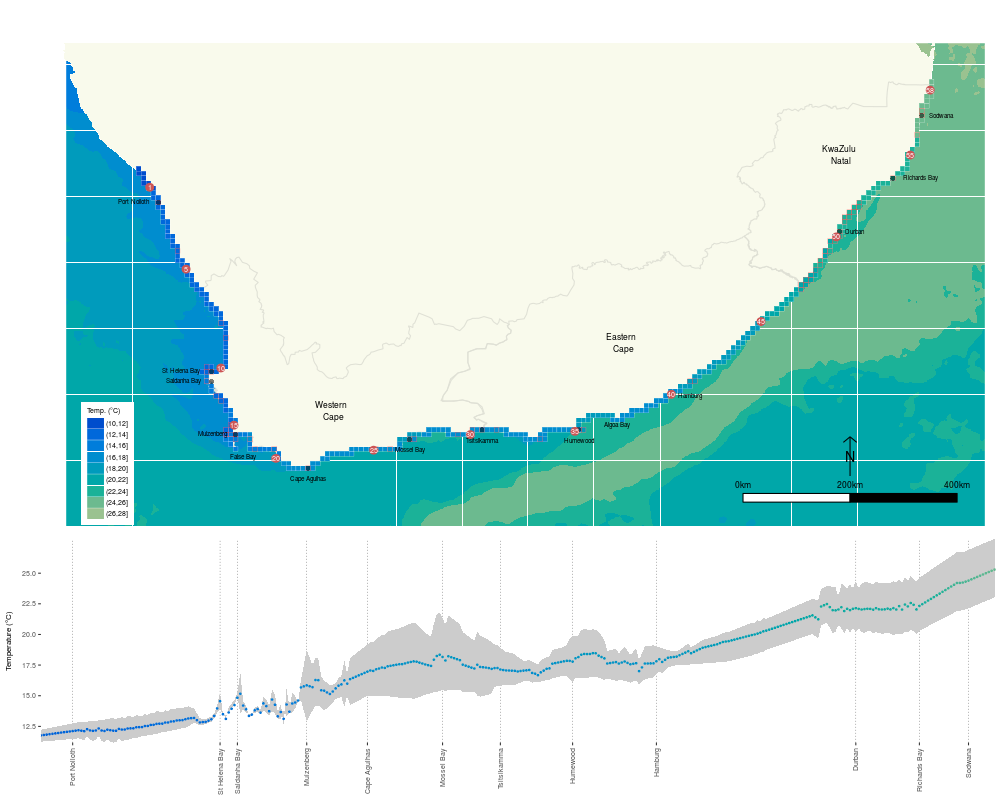 58
Sodwana
KwaZulu
Natal
55
Richards Bay
1
Port Nolloth
50
Durban
5
45
Eastern
Cape
St Helena Bay
10
Saldanha Bay
40
Hamburg
Western
Cape
Temp. (°C)
(10,12]
(12,14]
(14,16]
(16,18]
(18,20]
(20,22]
(22,24]
(24,26]
(26,28]
15
Muizenberg
False Bay
20
25
Mossel Bay
30
Tsitsikamma
35
Humewood
Algoa Bay
Cape Agulhas
N
0km
200km
400km
Temperature (°C)
25.0
22.5
20.0
17.5
15.0
12.5
Port Nolloth
St Helena Bay
Saldanha Bay
Muizenberg
Cape Agulhas
Mossel Bay
Tsitsikamma
Humewood
Hamburg
Durban
Richards Bay
Sodwana